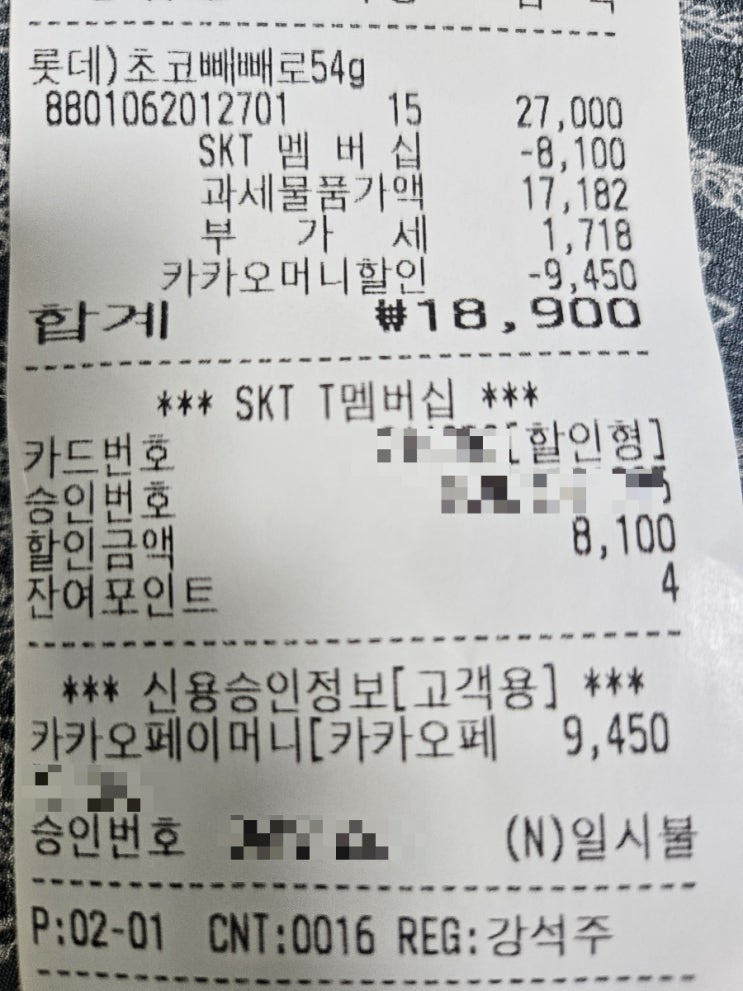 롯데)초코빼빼로54g
8801062012701 15 27,000
SKT 멤 버 십 -8,100
과세물품가액 17,182
부 가 세 1,718
카카오머니할인 -9,450
합계 ₩18,900
*** SKT T멤버십 ***
카드번호 [할인형]
승인번호
할인금액 8,100
잔여포인트 4
*** 신용승인정보[고객용] ***
카카오페이머니[카카오페 9,450
승인번호 (N)일시불
P:02-01 CNT:0016 REG:강석주